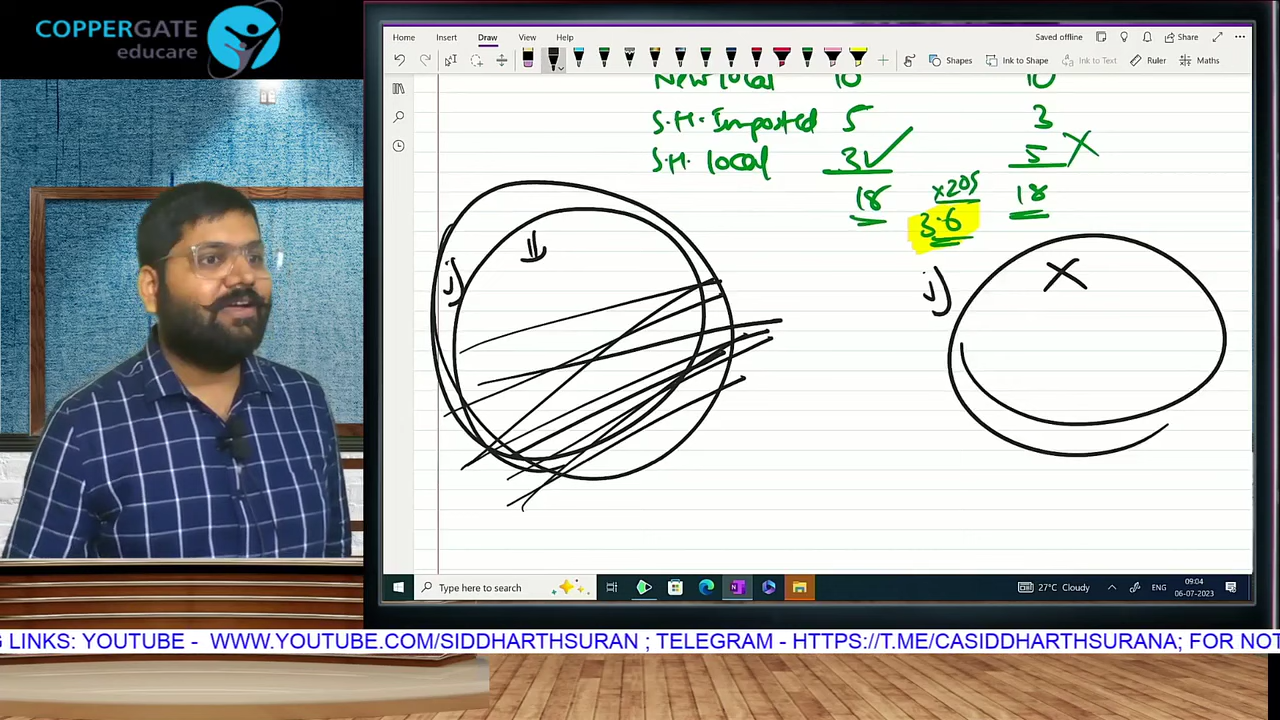 COPPERGATE
educare
Home Insert Draw View Help
Saved offline
Share
Shapes
Ink to Shape
Ink to Text
Ruler
Maths
New local 10 10
S.H. Imported 5 3
S.H. local 3✓ 5 X
18 18
3.6
i) ii
i) X
Type here to search
27°C Cloudy
ENG
09:04
06-07-2023
G LINKS: YOUTUBE - WWW.YOUTUBE.COM/SIDDHARTHSURAN ; TELEGRAM - HTTPS://T.ME/CASIDDHARTHSURANA; FOR NOT